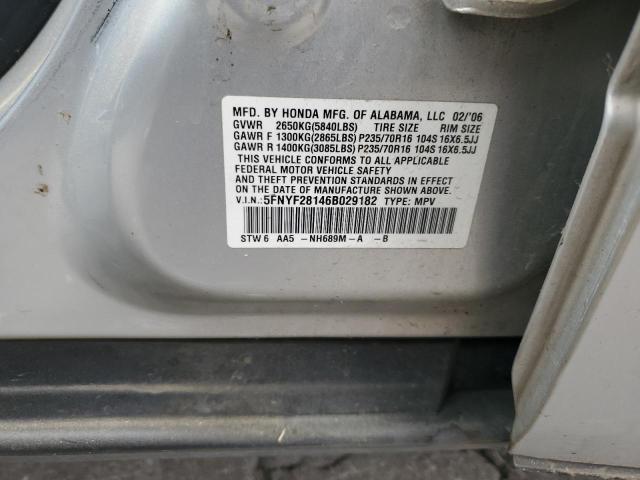 MFD. BY HONDA MFG. OF ALABAMA, LLC 02/'06
GVWR 2650KG(5840LBS) TIRE SIZE RIM SIZE
GAWR F 1300KG(2865LBS) P235/70R16 104S 16X6.5JJ
GAWR R 1400KG(3085LBS) P235/70R16 104S 16X6.5JJ
THIS VEHICLE CONFORMS TO ALL APPLICABLE
FEDERAL MOTOR VEHICLE SAFETY
AND THEFT PREVENTION STANDARDS IN EFFECT
ON THE DATE OF MANUFACTURE SHOWN ABOVE.
V.I.N.: 5FNYF28146B029182 TYPE: MPV
STW6 AA5 -NH689M-A -B